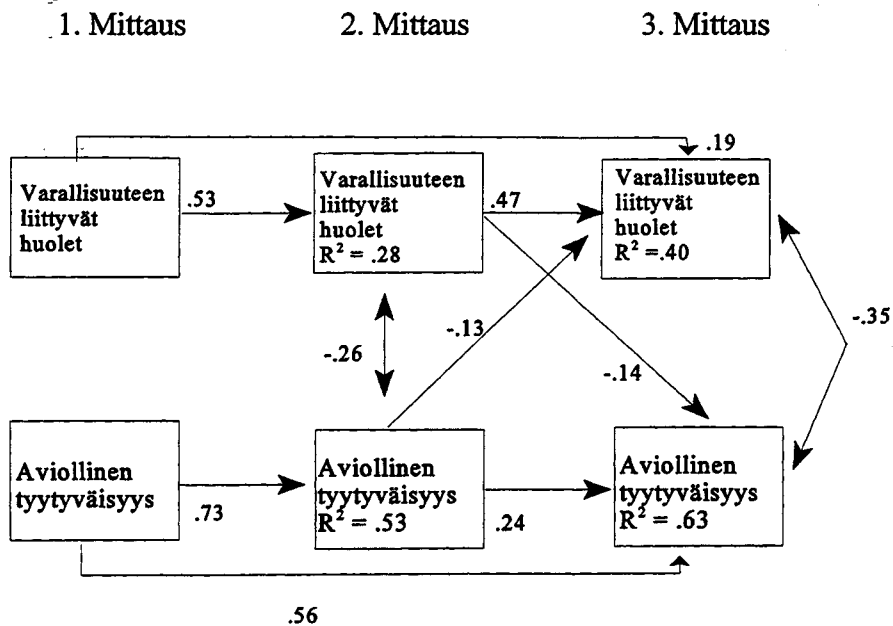 1. Mittaus
2. Mittaus
3. Mittaus
.19
Varallisuuteen
liittyvät
huolet
.53
Varallisuuteen
liittyvät
huolet
R² = .28
.47
Varallisuuteen
liittyvät
huolet
R² =.40
-.26
-.13
-.14
-.35
Aviollinen
tyytyväisyys
.73
Aviollinen
tyytyväisyys
R² = .53
.24
Aviollinen
tyytyväisyys
R² = .63
.56